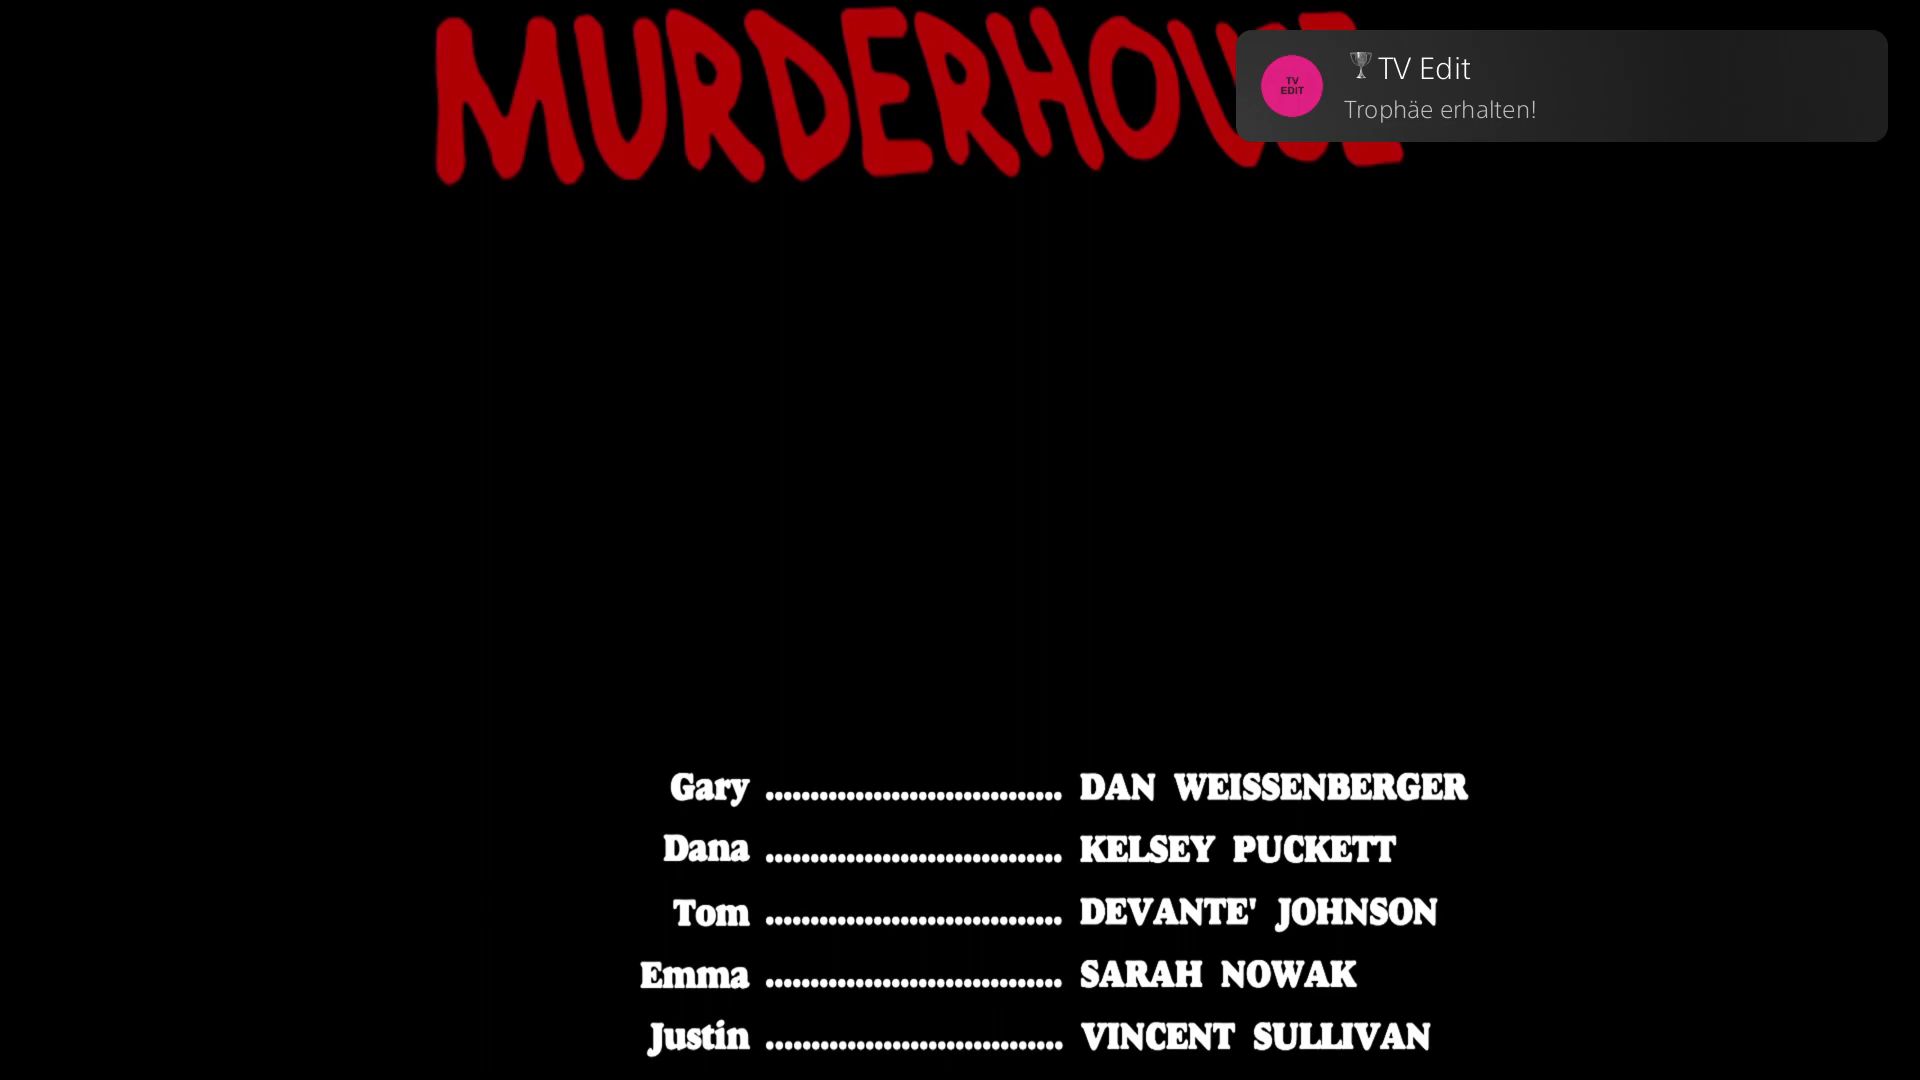 MURDERHOUSE
TV Edit
TV
EDIT
Trophäe erhalten!
Gary ................................. DAN WEISSENBERGER
Dana ................................. KELSEY PUCKETT
Tom ................................. DEVANTE' JOHNSON
Emma ................................. SARAH NOWAK
Justin ................................. VINCENT SULLIVAN